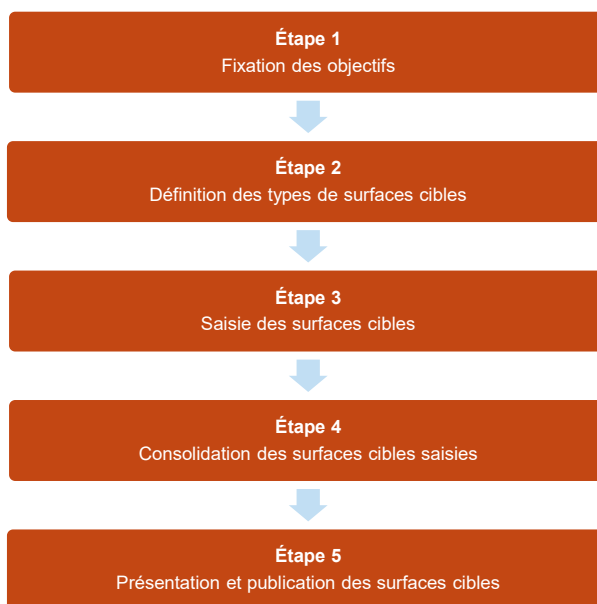 Étape 1
Fixation des objectifs
Étape 2
Définition des types de surfaces cibles
Étape 3
Saisie des surfaces cibles
Étape 4
Consolidation des surfaces cibles saisies
Étape 5
Présentation et publication des surfaces cibles